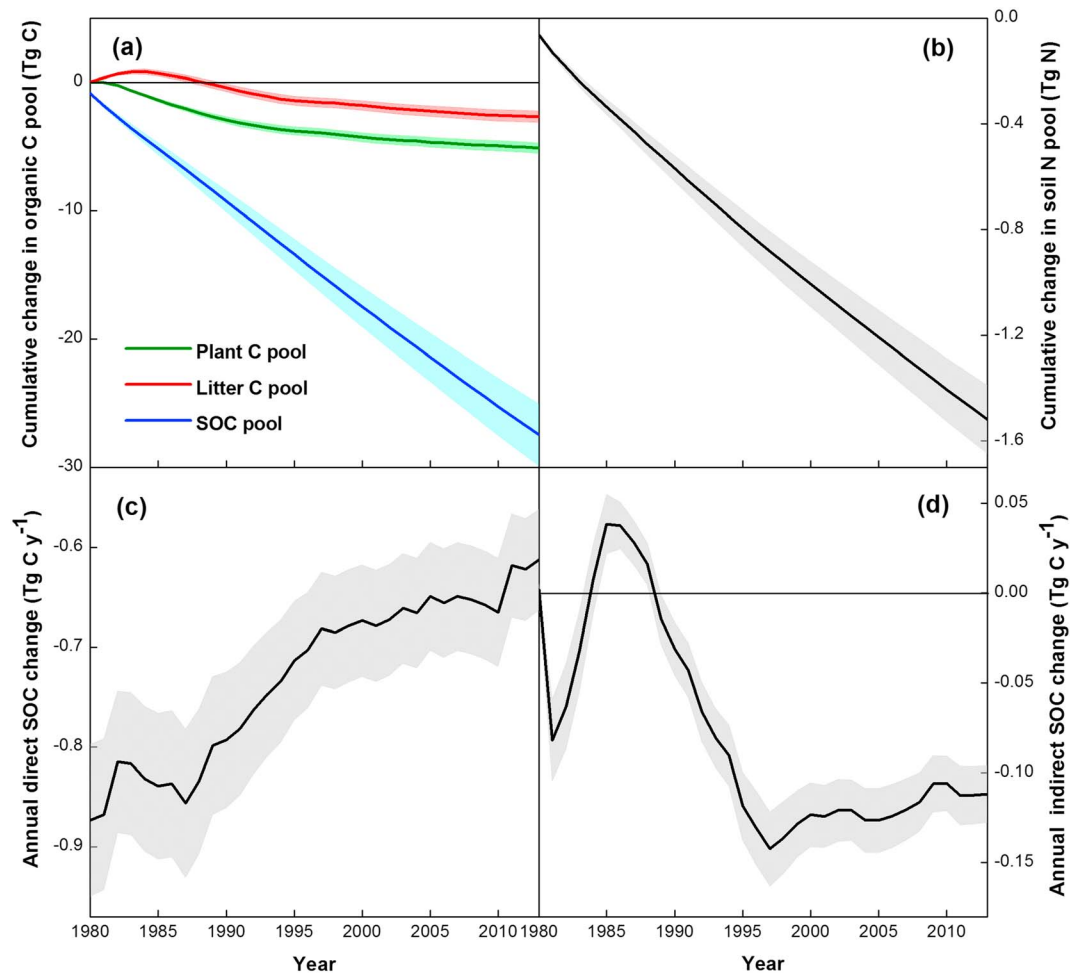 (a)
Cumulative change in organic C pool (Tg C)
0
-10
-20
-30
Plant C pool
Litter C pool
SOC pool
(b)
0.0
-0.4
-0.8
-1.2
-1.6
Cumulative change in soil N pool (Tg N)
(c)
Annual direct SOC change (Tg C y⁻¹)
-0.6
-0.7
-0.8
-0.9
1980 1985 1990 1995 2000 2005 2010
Year
(d)
0.05
0.00
-0.05
-0.10
-0.15
Annual indirect SOC change (Tg C y⁻¹)
1980 1985 1990 1995 2000 2005 2010
Year